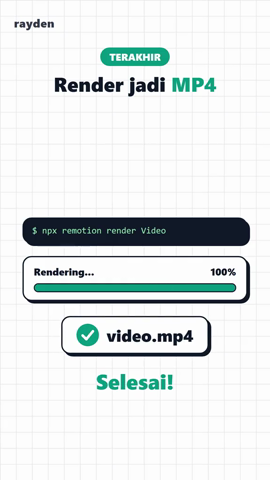 rayden
TERAKHIR
Render jadi MP4
$ npx remotion render Video
Rendering... 100%
video.mp4
Selesai!